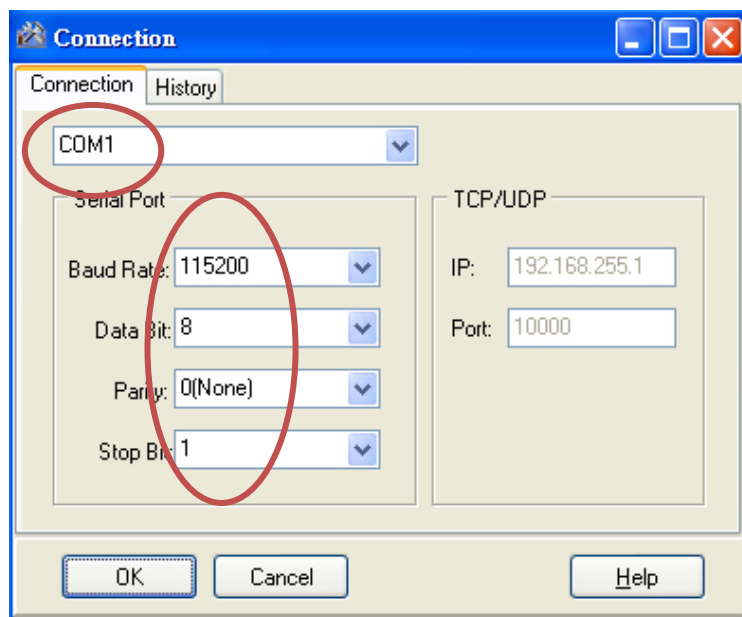 Connection
Connection History
COM1
Serial Port
Baud Rate: 115200
Data Bit: 8
Parity: 0(None)
Stop Bit: 1
TCP/UDP
IP: 192.168.255.1
Port: 10000
OK Cancel Help